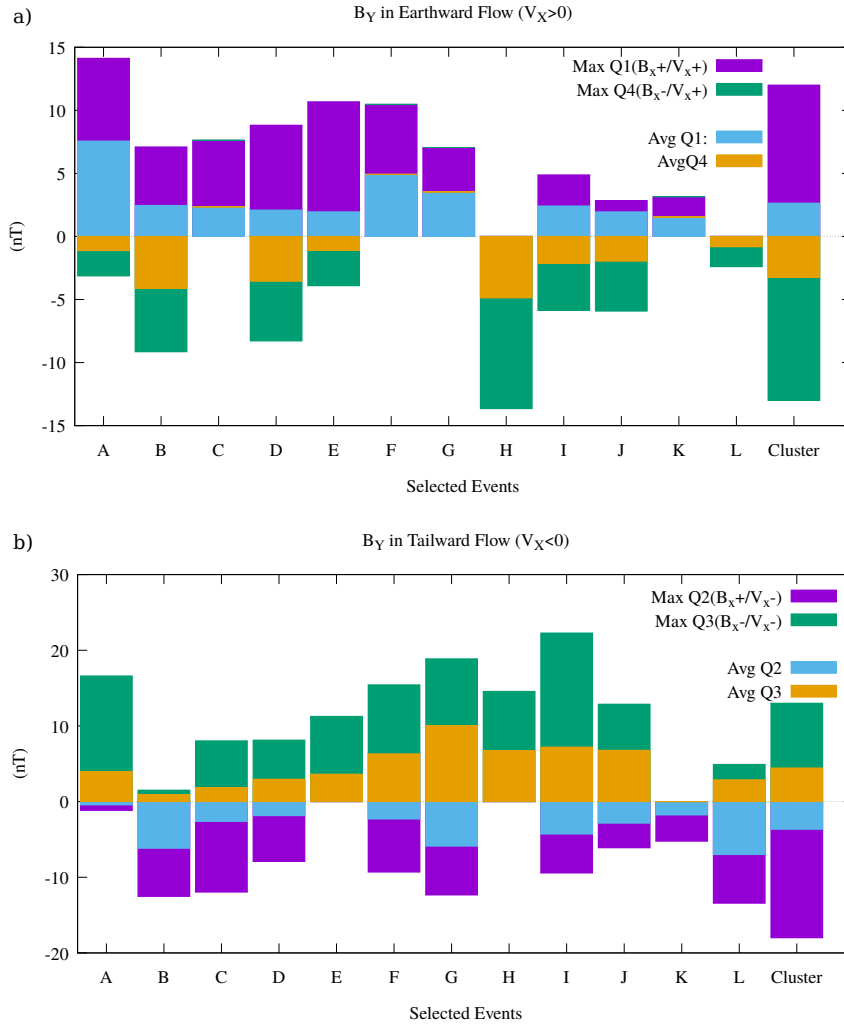 a)
B_Y in Earthward Flow (V_X>0)
Max Q1(B_x+/V_x+)
Max Q4(B_x-/V_x+)
Avg Q1:
AvgQ4
15
10
5
0
-5
-10
-15
(nT)
A B C D E F G H I J K L Cluster
Selected Events
b)
B_Y in Tailward Flow (V_X<0)
Max Q2(B_x+/V_x-)
Max Q3(B_x-/V_x-)
Avg Q2
Avg Q3
30
20
10
0
-10
-20
(nT)
A B C D E F G H I J K L Cluster
Selected Events